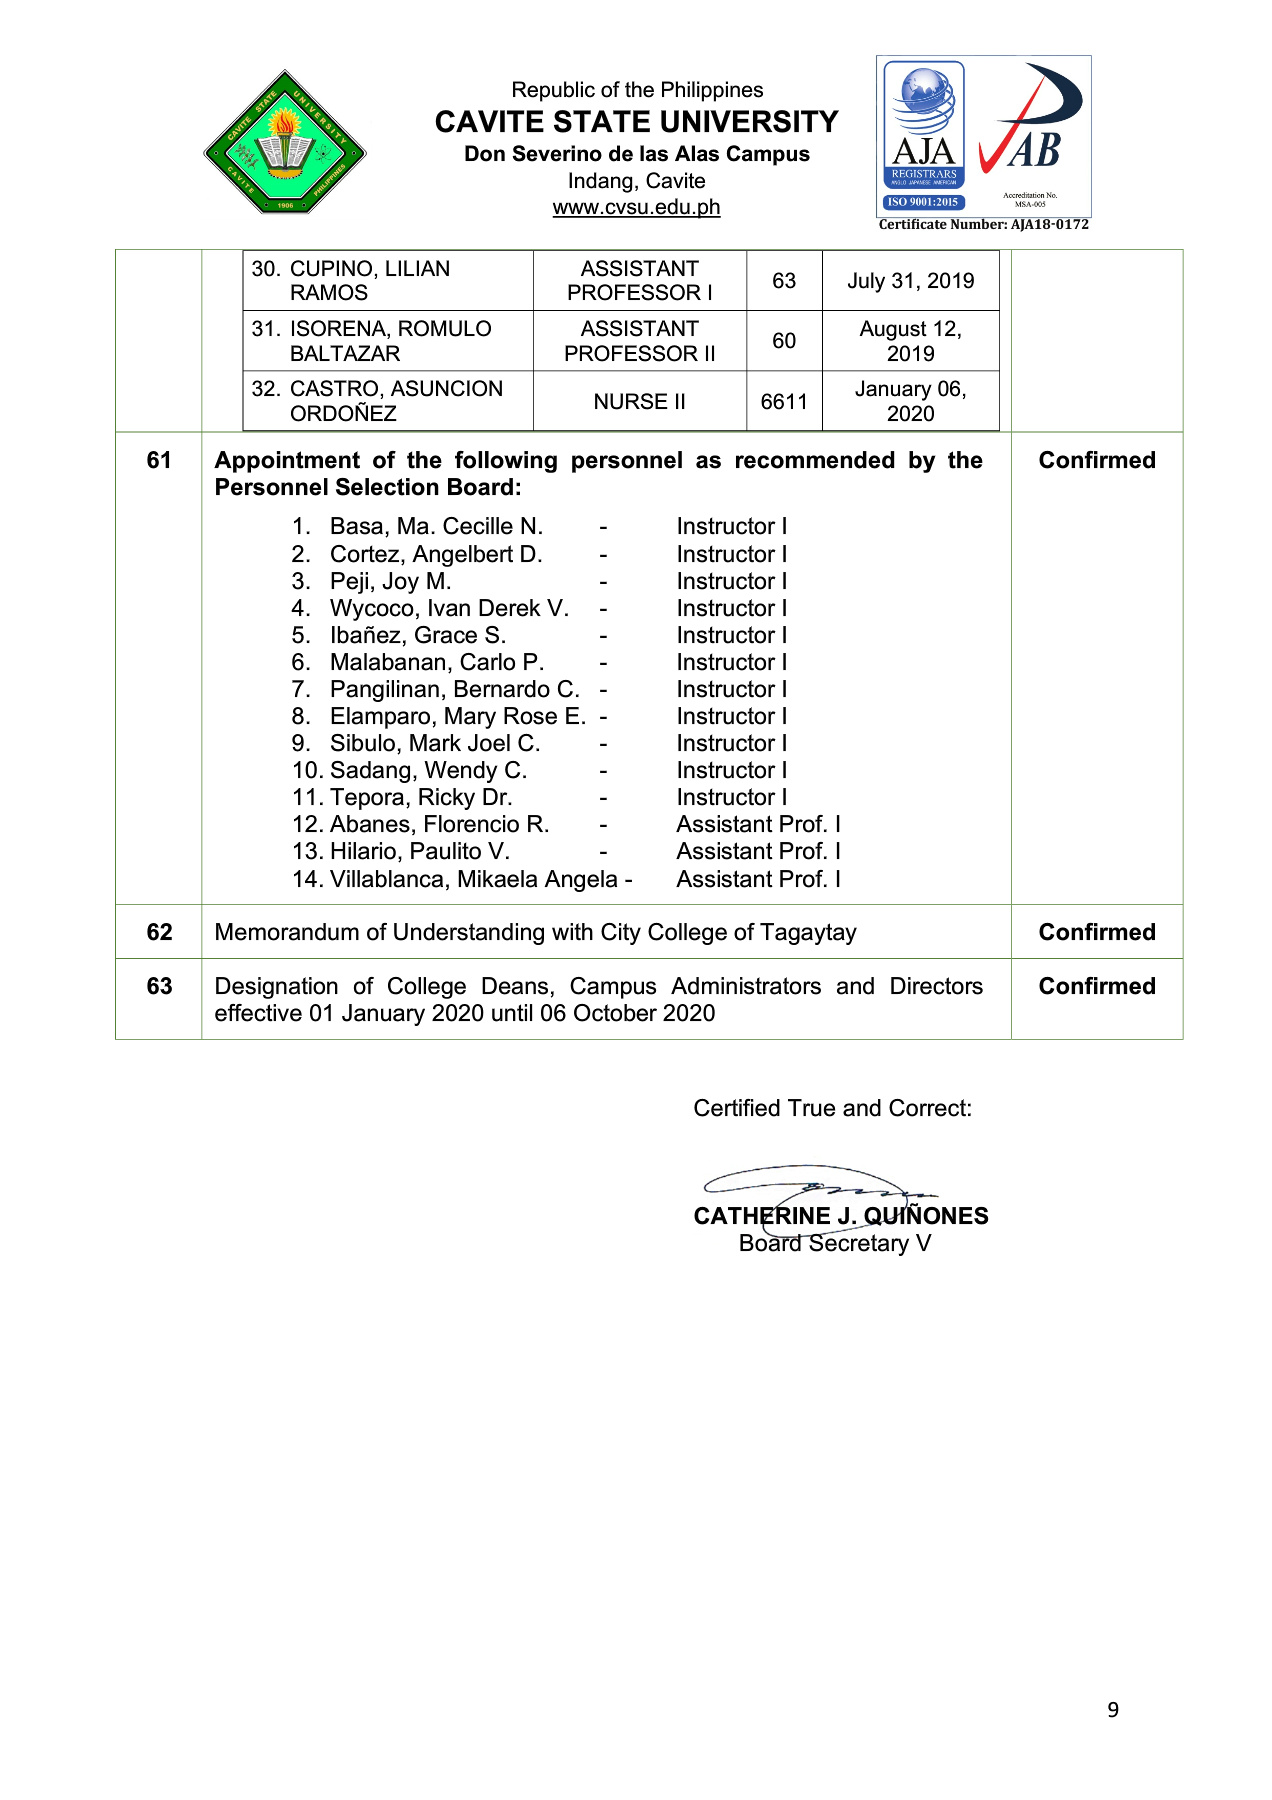 CAVITE STATE UNIVERSITY
CAVITE
PHILIPPINES
1906
Republic of the Philippines
CAVITE STATE UNIVERSITY
Don Severino de las Alas Campus
Indang, Cavite
www.cvsu.edu.ph
AJA
REGISTRARS
ANGLO JAPANESE AMERICAN
ISO 9001:2015
AB
Accreditation No.
MSA-005
Certificate Number: AJA18-0172
30. CUPINO, LILIAN RAMOS ASSISTANT PROFESSOR I 63 July 31, 2019
31. ISORENA, ROMULO BALTAZAR ASSISTANT PROFESSOR II 60 August 12, 2019
32. CASTRO, ASUNCION ORDOÑEZ NURSE II 6611 January 06, 2020
61 Appointment of the following personnel as recommended by the Confirmed
Personnel Selection Board:
1. Basa, Ma. Cecille N. - Instructor I
2. Cortez, Angelbert D. - Instructor I
3. Peji, Joy M. - Instructor I
4. Wycoco, Ivan Derek V. - Instructor I
5. Ibañez, Grace S. - Instructor I
6. Malabanan, Carlo P. - Instructor I
7. Pangilinan, Bernardo C. - Instructor I
8. Elamparo, Mary Rose E. - Instructor I
9. Sibulo, Mark Joel C. - Instructor I
10. Sadang, Wendy C. - Instructor I
11. Tepora, Ricky Dr. - Instructor I
12. Abanes, Florencio R. - Assistant Prof. I
13. Hilario, Paulito V. - Assistant Prof. I
14. Villablanca, Mikaela Angela - Assistant Prof. I
62 Memorandum of Understanding with City College of Tagaytay Confirmed
63 Designation of College Deans, Campus Administrators and Directors Confirmed
effective 01 January 2020 until 06 October 2020
Certified True and Correct:
CATHERINE J. QUIÑONES
Board Secretary V
9